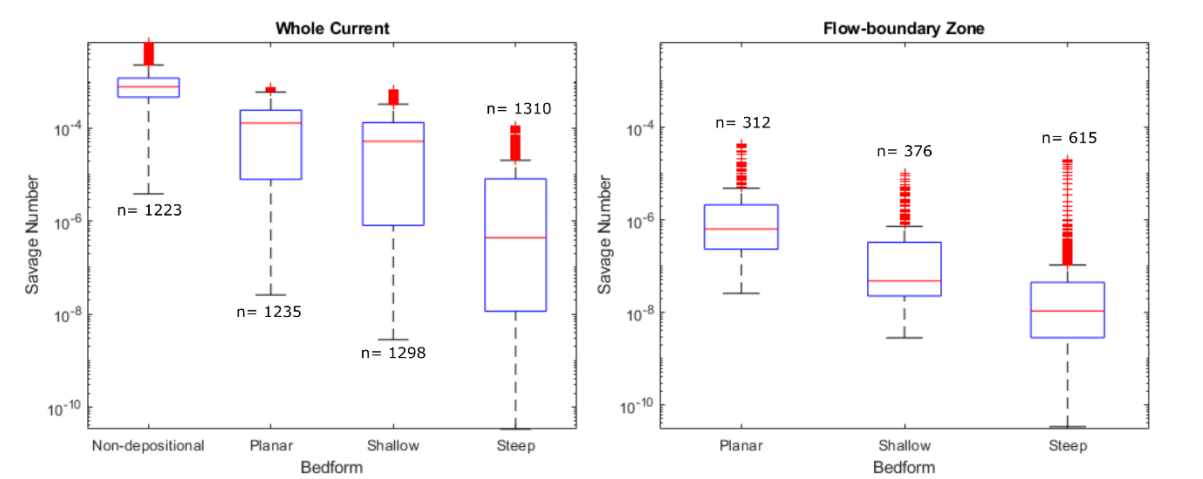 Whole Current
Savage Number
10^-4
10^-6
10^-8
10^-10
n= 1223
n= 1235
n= 1298
n= 1310
Non-depositional
Planar
Shallow
Steep
Bedform
Flow-boundary Zone
Savage Number
10^-4
10^-6
10^-8
10^-10
n= 312
n= 376
n= 615
Planar
Shallow
Steep
Bedform